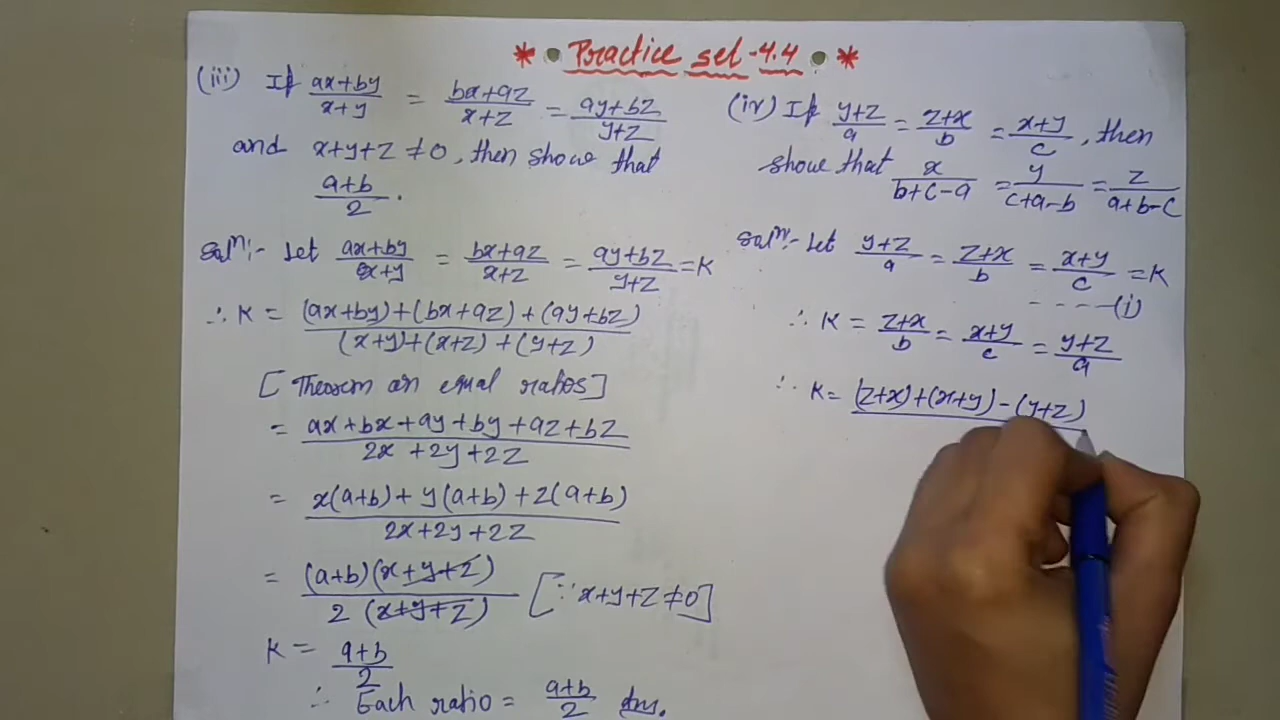 * • Practice set - 4.4 • *
(iii) If (ax+by)/(x+y) = (bx+az)/(x+z) = (ay+bz)/(y+z)
and x+y+z ≠ 0, then show that
(a+b)/2 .
Solⁿ:- Let (ax+by)/(x+y) = (bx+az)/(x+z) = (ay+bz)/(y+z) = K
∴ K = ((ax+by)+(bx+az)+(ay+bz))/((x+y)+(x+z)+(y+z))
[Theorem on equal ratios]
= (ax+bx+ay+by+az+bz)/(2x+2y+2z)
= (x(a+b)+y(a+b)+z(a+b))/(2x+2y+2z)
= ((a+b)(x+y+z))/(2(x+y+z)) [∵ x+y+z ≠ 0]
K = (a+b)/2
∴ Each ratio = (a+b)/2 Ans.
(iv) If (y+z)/a = (z+x)/b = (x+y)/c , then
show that x/(b+c-a) = y/(c+a-b) = z/(a+b-c)
Solⁿ:- Let (y+z)/a = (z+x)/b = (x+y)/c = K
- - - - (i)
∴ K = (z+x)/b = (x+y)/c = (y+z)/a
∴ K = (z+x)+(x+y)-(y+z)